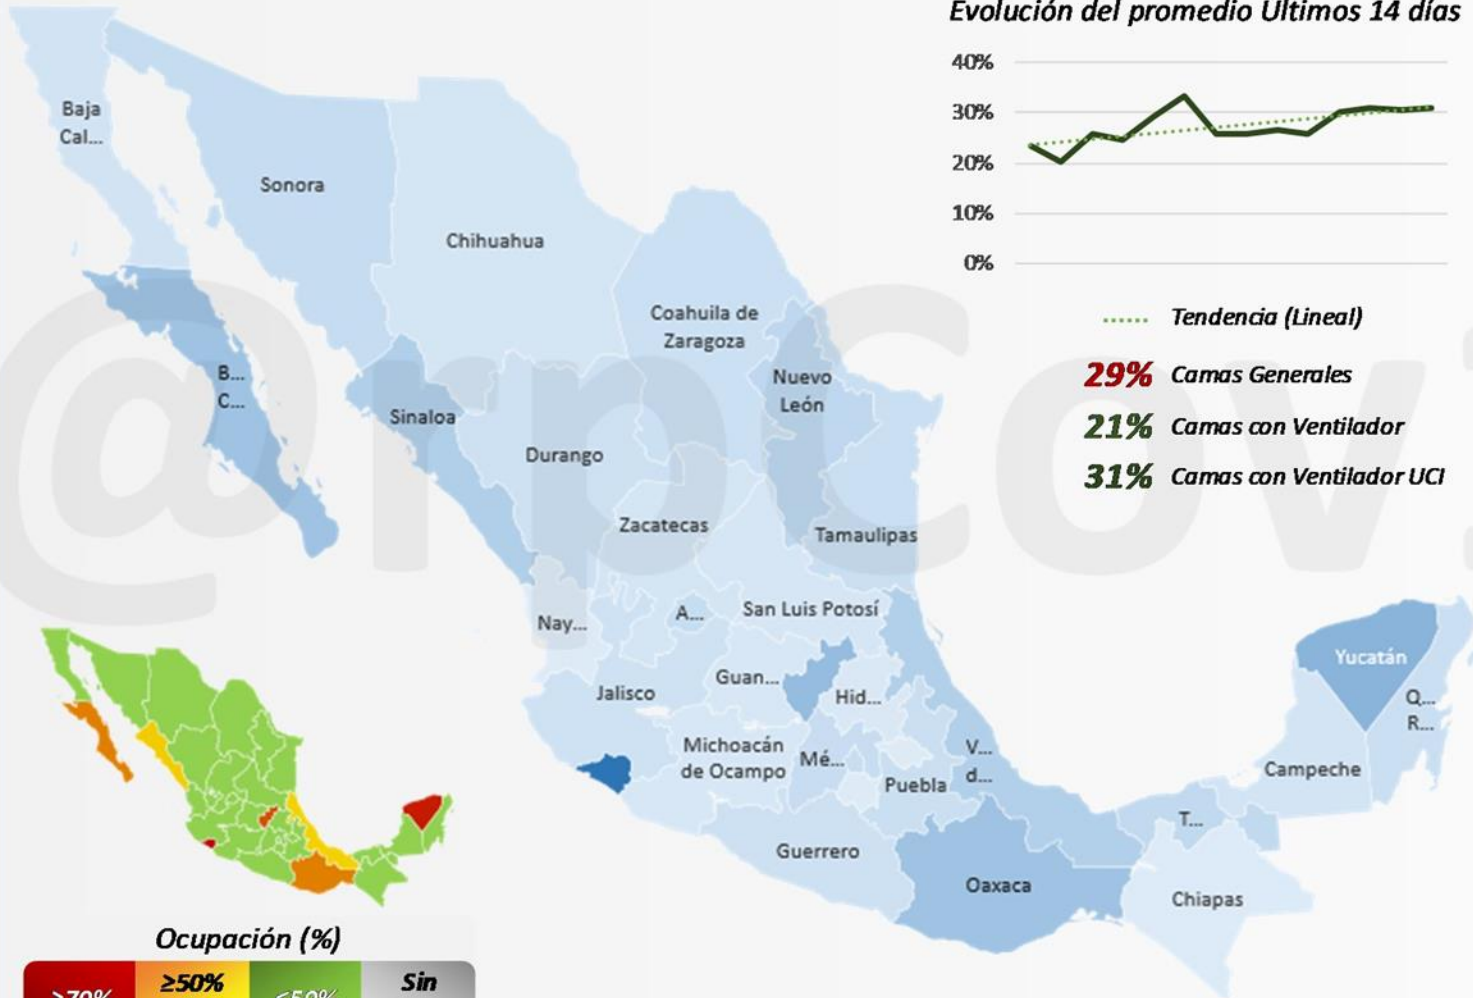 Evolución del promedio Últimos 14 días
40%
30%
20%
10%
0%
Tendencia (Lineal)
29% Camas Generales
21% Camas con Ventilador
31% Camas con Ventilador UCI
Baja
Cal...
Sonora
Chihuahua
Coahuila de
Zaragoza
B...
C...
Nuevo
León
Sinaloa
Durango
Zacatecas
Tamaulipas
Nay...
A...
San Luis Potosí
Jalisco
Guan...
Hid...
Yucatán
Q...
R...
Michoacán
de Ocampo
Mé...
V...
d...
Puebla
Campeche
T...
Guerrero
Oaxaca
Chiapas
@rpCov
Ocupación (%)
≥50%
Sin